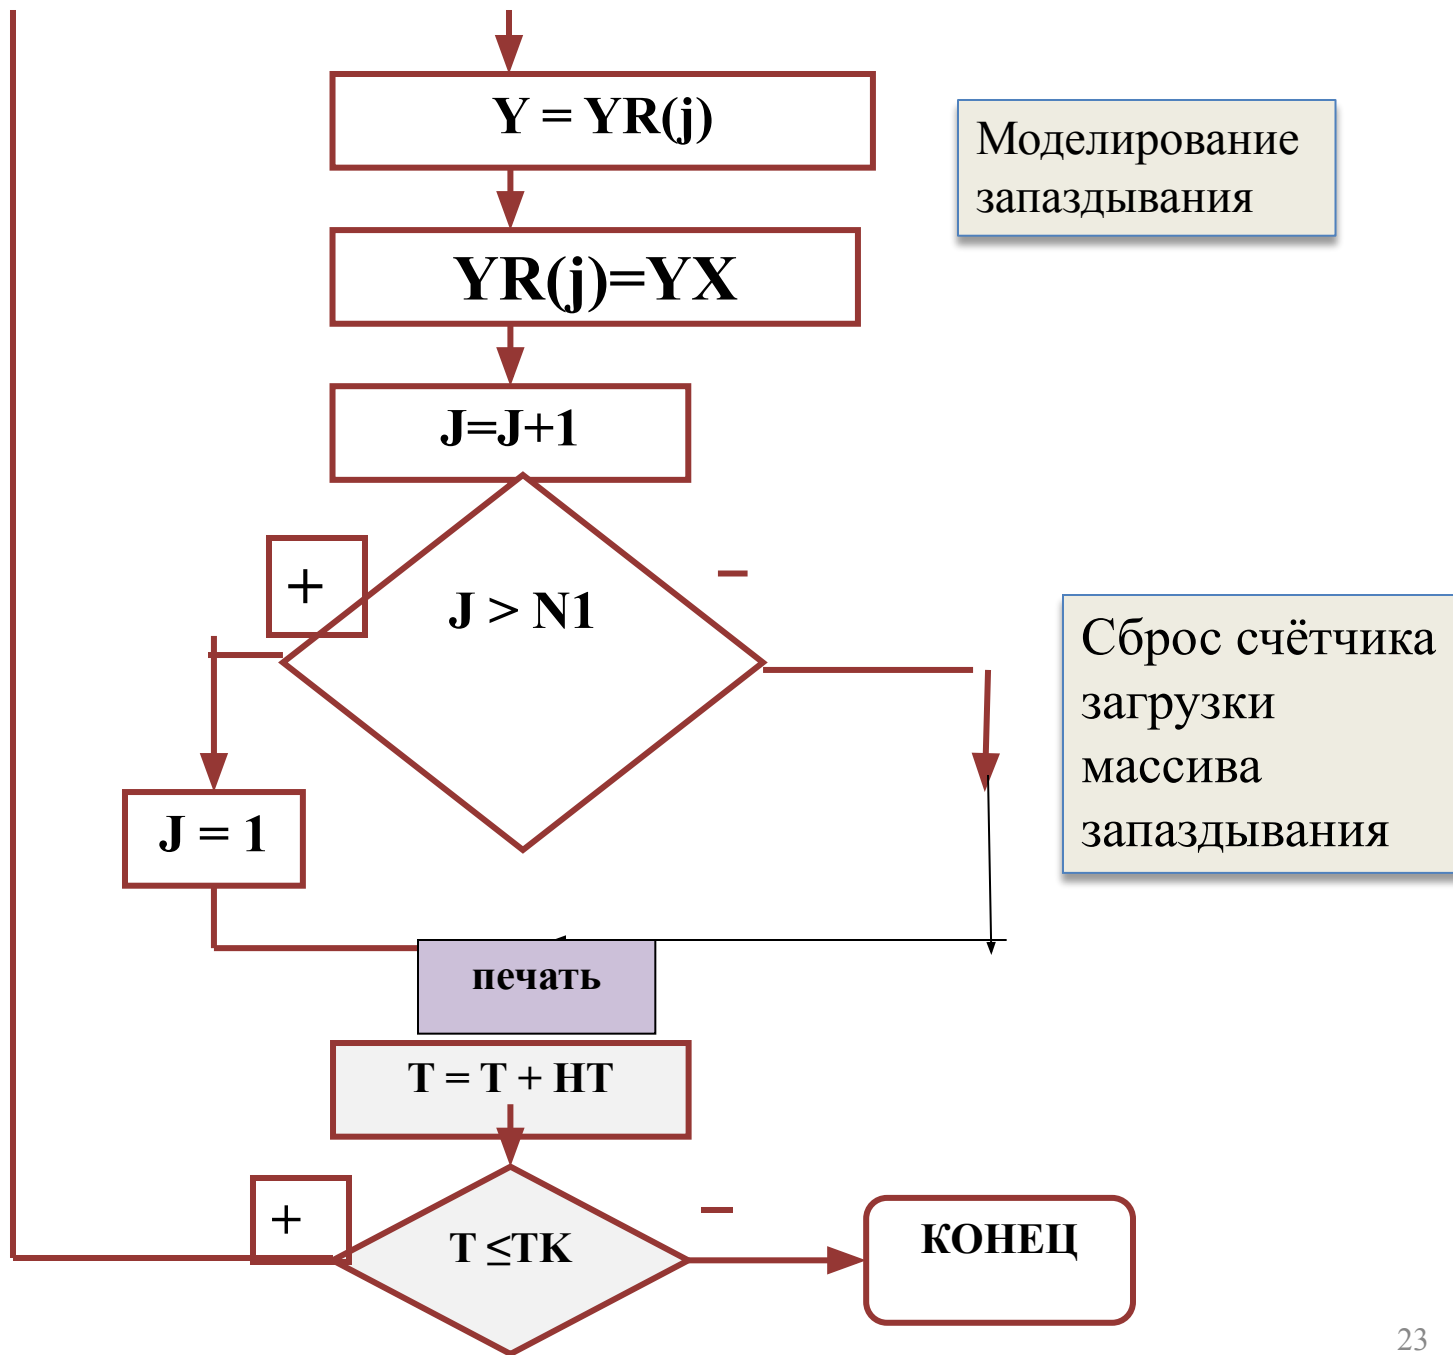 Y = YR(j)
Моделирование
запаздывания
YR(j)=YX
J=J+1
+
–
J > N1
Сброс счётчика
загрузки
массива
запаздывания
J = 1
печать
T = T + HT
+
–
T ≤TK
КОНЕЦ
23